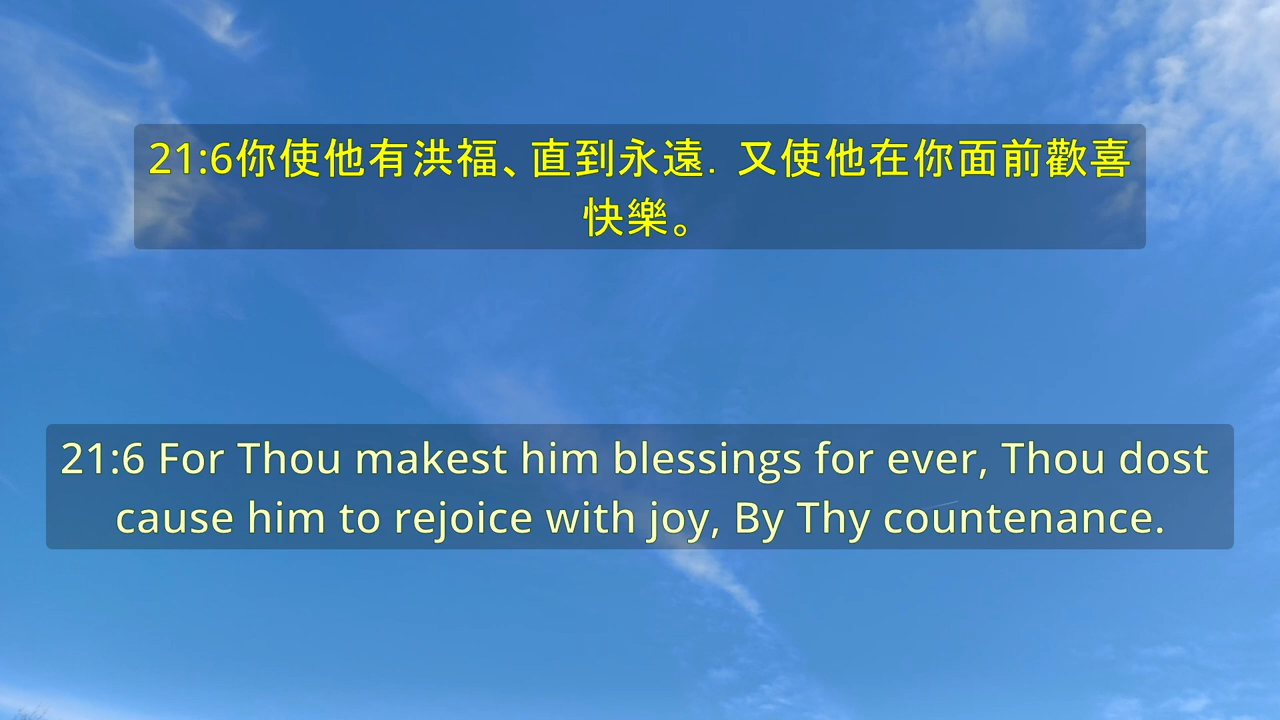 21:6你使他有洪福、直到永遠．又使他在你面前歡喜
快樂。
21:6 For Thou makest him blessings for ever, Thou dost
cause him to rejoice with joy, By Thy countenance.